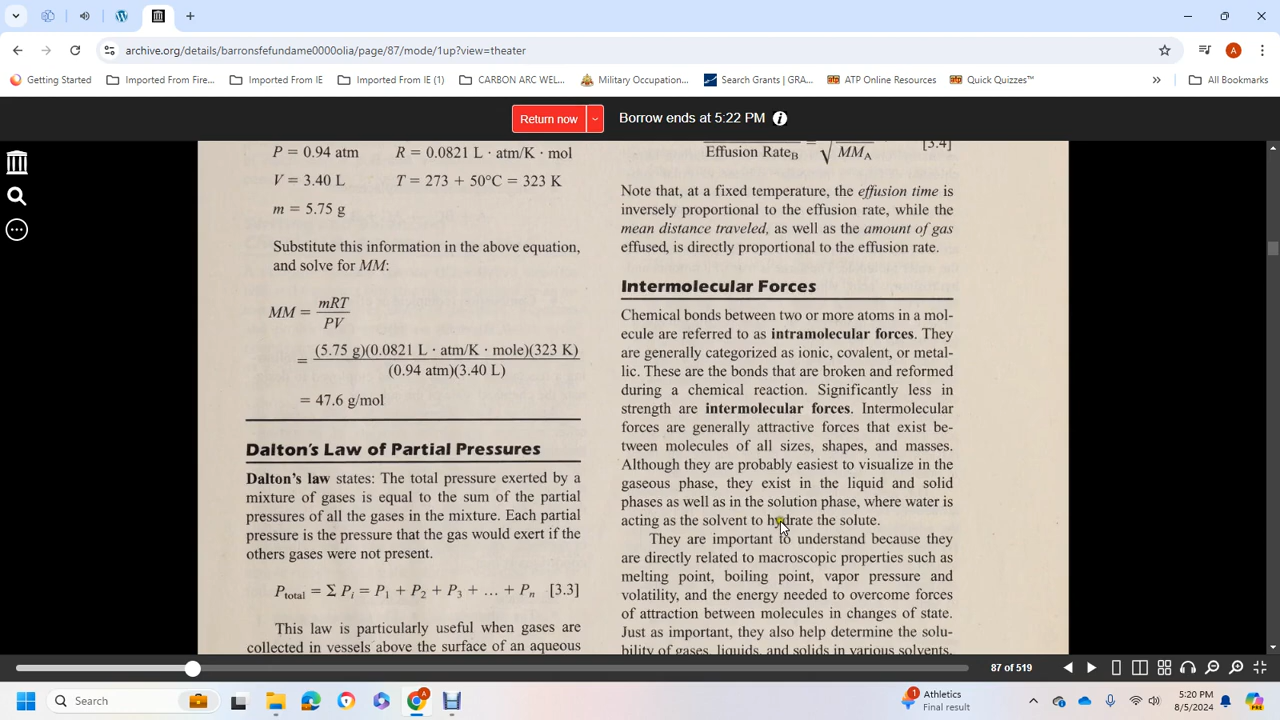 archive.org/details/barronsfefundame0000olia/page/87/mode/1up?view=theater
A
Getting Started
Imported From Fire...
Imported From IE
Imported From IE (1)
CARBON ARC WEL...
Military Occupation...
Search Grants | GRA...
ATP Online Resources
Quick Quizzes™
All Bookmarks
Return now
Borrow ends at 5:22 PM
P = 0.94 atm R = 0.0821 L · atm/K · mol
V = 3.40 L T = 273 + 50°C = 323 K
m = 5.75 g
Substitute this information in the above equation,
and solve for MM:
MM = mRT
PV
= (5.75 g)(0.0821 L · atm/K · mole)(323 K)
(0.94 atm)(3.40 L)
= 47.6 g/mol
Dalton's Law of Partial Pressures
Dalton's law states: The total pressure exerted by a
mixture of gases is equal to the sum of the partial
pressures of all the gases in the mixture. Each partial
pressure is the pressure that the gas would exert if the
others gases were not present.
Ptotal = Σ Pi = P1 + P2 + P3 + … + Pn [3.3]
This law is particularly useful when gases are
collected in vessels above the surface of an aqueous
Effusion RateB = √ MMA [3.4]
Note that, at a fixed temperature, the effusion time is
inversely proportional to the effusion rate, while the
mean distance traveled, as well as the amount of gas
effused, is directly proportional to the effusion rate.
Intermolecular Forces
Chemical bonds between two or more atoms in a mol-
ecule are referred to as intramolecular forces. They
are generally categorized as ionic, covalent, or metal-
lic. These are the bonds that are broken and reformed
during a chemical reaction. Significantly less in
strength are intermolecular forces. Intermolecular
forces are generally attractive forces that exist be-
tween molecules of all sizes, shapes, and masses.
Although they are probably easiest to visualize in the
gaseous phase, they exist in the liquid and solid
phases as well as in the solution phase, where water is
acting as the solvent to hydrate the solute.
They are important to understand because they
are directly related to macroscopic properties such as
melting point, boiling point, vapor pressure and
volatility, and the energy needed to overcome forces
of attraction between molecules in changes of state.
Just as important, they also help determine the solu-
bility of gases, liquids, and solids in various solvents.
87 of 519
Search
1
Athletics
Final result
5:20 PM
8/5/2024